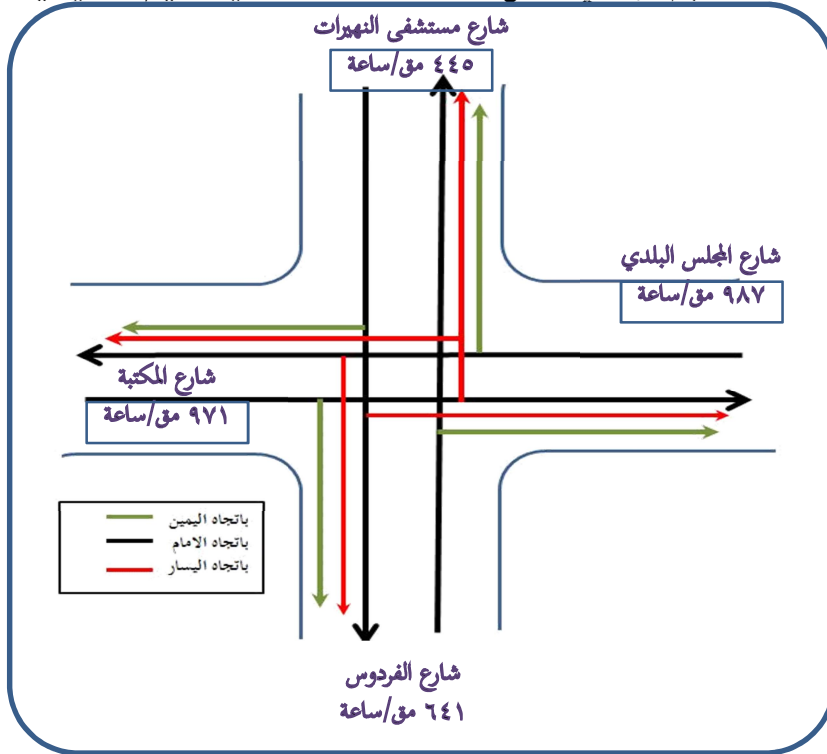 شارع مستشفى النهيرات
٤٤٥ مق/ساعة
شارع المجلس البلدي
٩٨٧ مق/ساعة
شارع المكتبة
٩٧١ مق/ساعة
باتجاه اليمين
باتجاه الامام
باتجاه اليسار
شارع الفردوس
٦٤١ مق/ساعة